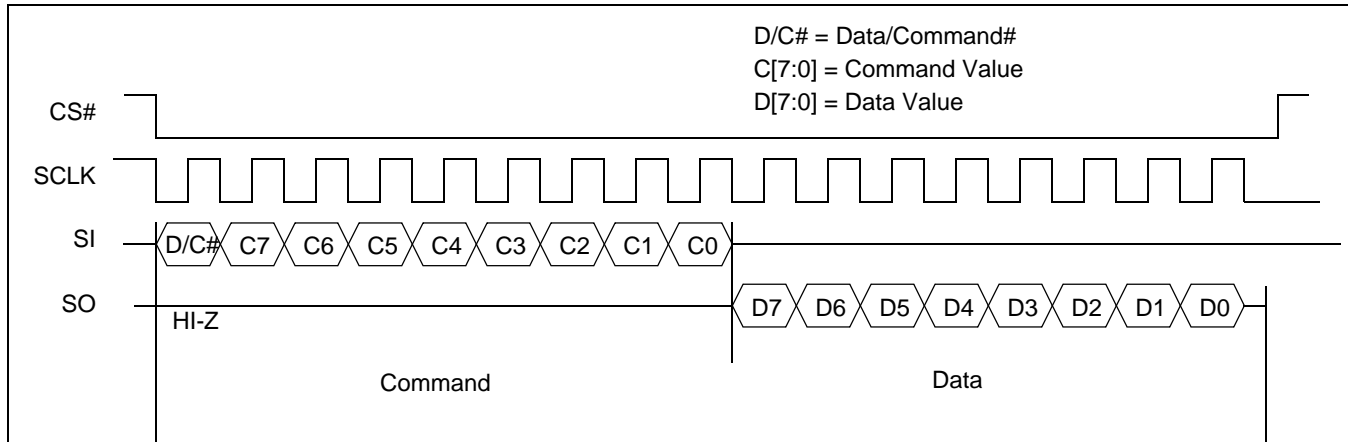 D/C# = Data/Command#
C[7:0] = Command Value
D[7:0] = Data Value
CS#
SCLK
SI D/C# C7 C6 C5 C4 C3 C2 C1 C0
SO D7 D6 D5 D4 D3 D2 D1 D0
HI-Z
Command Data